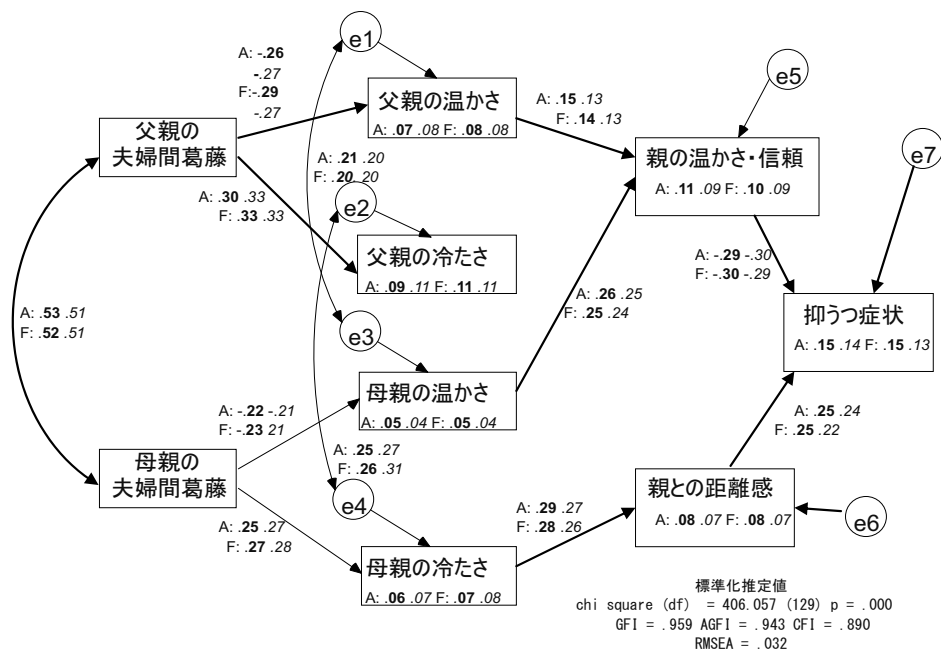 A: -.26
-.27
F:-.29
-.27
e1
父親の温かさ
A: .07 .08 F: .08 .08
A: .15 .13
F: .14 .13
e5
父親の
夫婦間葛藤
A: .21 .20
F: .20 .20
親の温かさ・信頼
A: .11 .09 F: .10 .09
e7
A: .30 .33
F: .33 .33
e2
父親の冷たさ
A: .09 .11 F: .11 .11
A: -.29 -.30
F: -.30 -.29
A: .53 .51
F: .52 .51
A: .26 .25
F: .25 .24
抑うつ症状
A: .15 .14 F: .15 .13
e3
母親の温かさ
A: .05 .04 F: .05 .04
A: -.22 -.21
F: -.23 21
A: .25 .27
F: .26 .31
A: .25 .24
F: .25 .22
母親の
夫婦間葛藤
e4
親との距離感
A: .08 .07 F: .08 .07
e6
A: .29 .27
F: .28 .26
A: .25 .27
F: .27 .28
母親の冷たさ
A: .06 .07 F: .07 .08
標準化推定値
chi square (df) = 406.057 (129) p = .000
GFI = .959 AGFI = .943 CFI = .890
RMSEA = .032